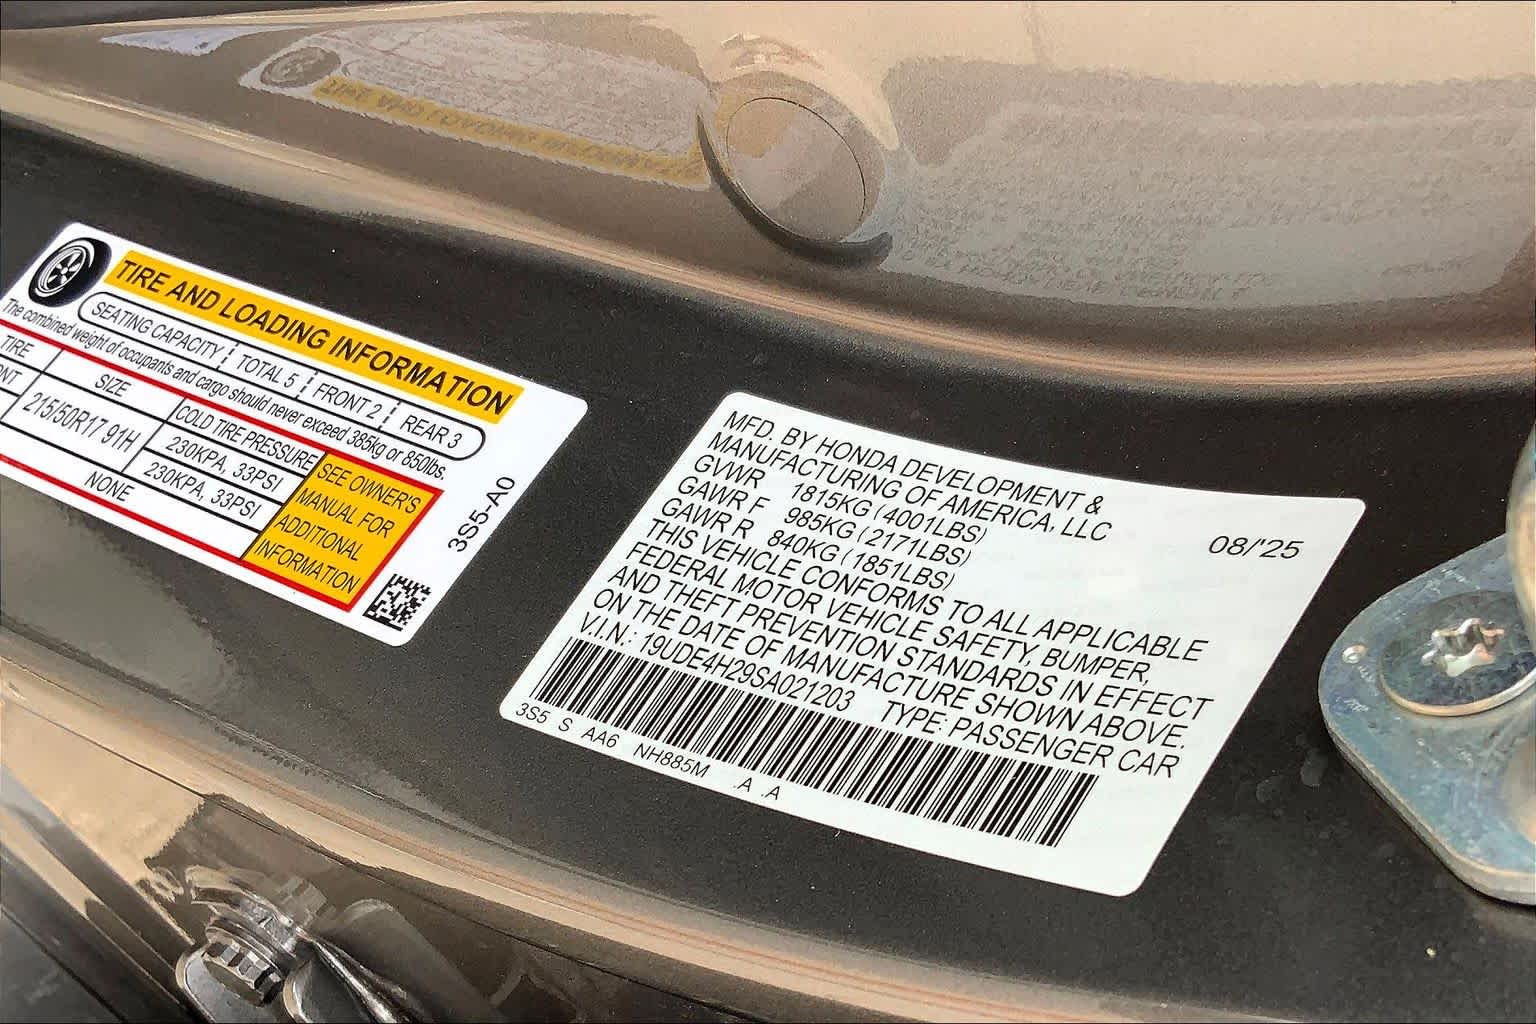 TIRE AND LOADING INFORMATION
SEATING CAPACITY TOTAL 5 FRONT 2 REAR 3
The combined weight of occupants and cargo should never exceed 385kg or 850lbs.
TIRE SIZE COLD TIRE PRESSURE
215/50R17 91H 230KPA, 33PSI
230KPA, 33PSI
NONE
SEE OWNER'S
MANUAL FOR
ADDITIONAL
INFORMATION
3S5-A0
MFD. BY HONDA DEVELOPMENT &
MANUFACTURING OF AMERICA, LLC
GVWR 1815KG (4001LBS) 08/'25
GAWR F 985KG (2171LBS)
GAWR R 840KG (1851LBS)
THIS VEHICLE CONFORMS TO ALL APPLICABLE
FEDERAL MOTOR VEHICLE SAFETY, BUMPER,
AND THEFT PREVENTION STANDARDS IN EFFECT
ON THE DATE OF MANUFACTURE SHOWN ABOVE.
V.I.N.: 19UDE4H29SA021203 TYPE: PASSENGER CAR
3S5 S AA6 NH885M .A .A